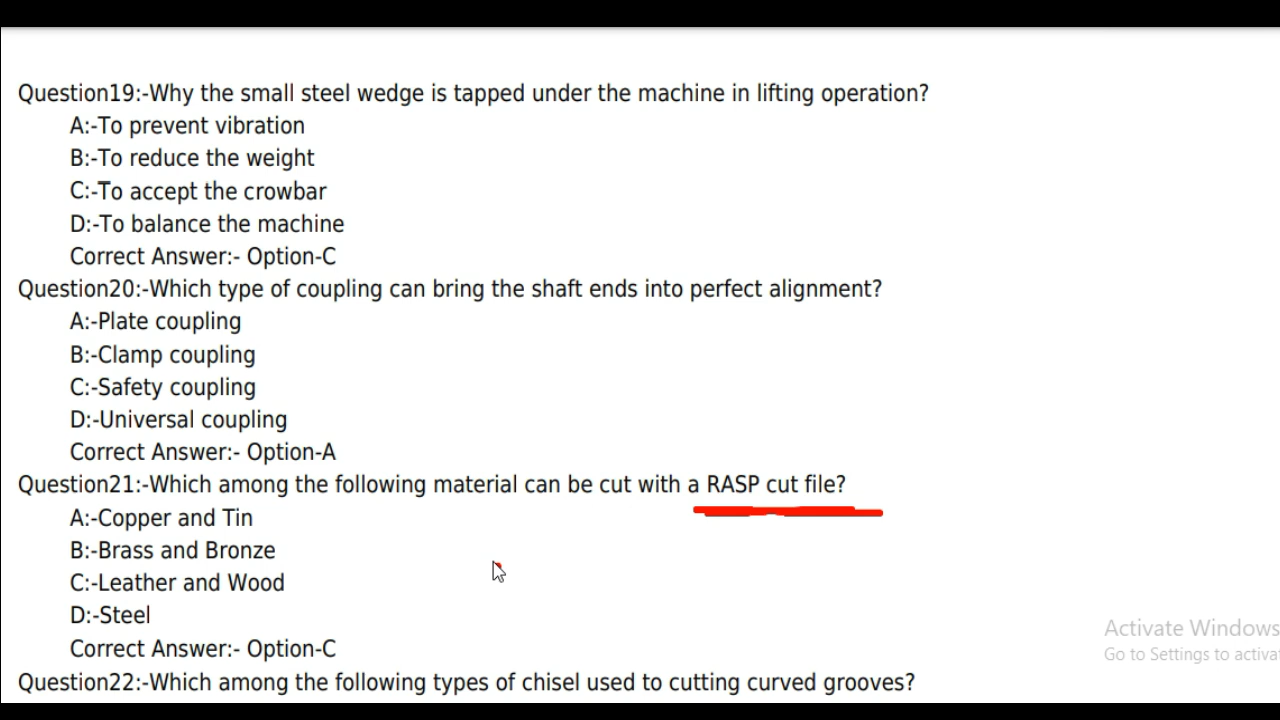 Question19:-Why the small steel wedge is tapped under the machine in lifting operation?
A:-To prevent vibration
B:-To reduce the weight
C:-To accept the crowbar
D:-To balance the machine
Correct Answer:- Option-C
Question20:-Which type of coupling can bring the shaft ends into perfect alignment?
A:-Plate coupling
B:-Clamp coupling
C:-Safety coupling
D:-Universal coupling
Correct Answer:- Option-A
Question21:-Which among the following material can be cut with a RASP cut file?
A:-Copper and Tin
B:-Brass and Bronze
C:-Leather and Wood
D:-Steel
Correct Answer:- Option-C
Question22:-Which among the following types of chisel used to cutting curved grooves?
Activate Windows
Go to Settings to activa